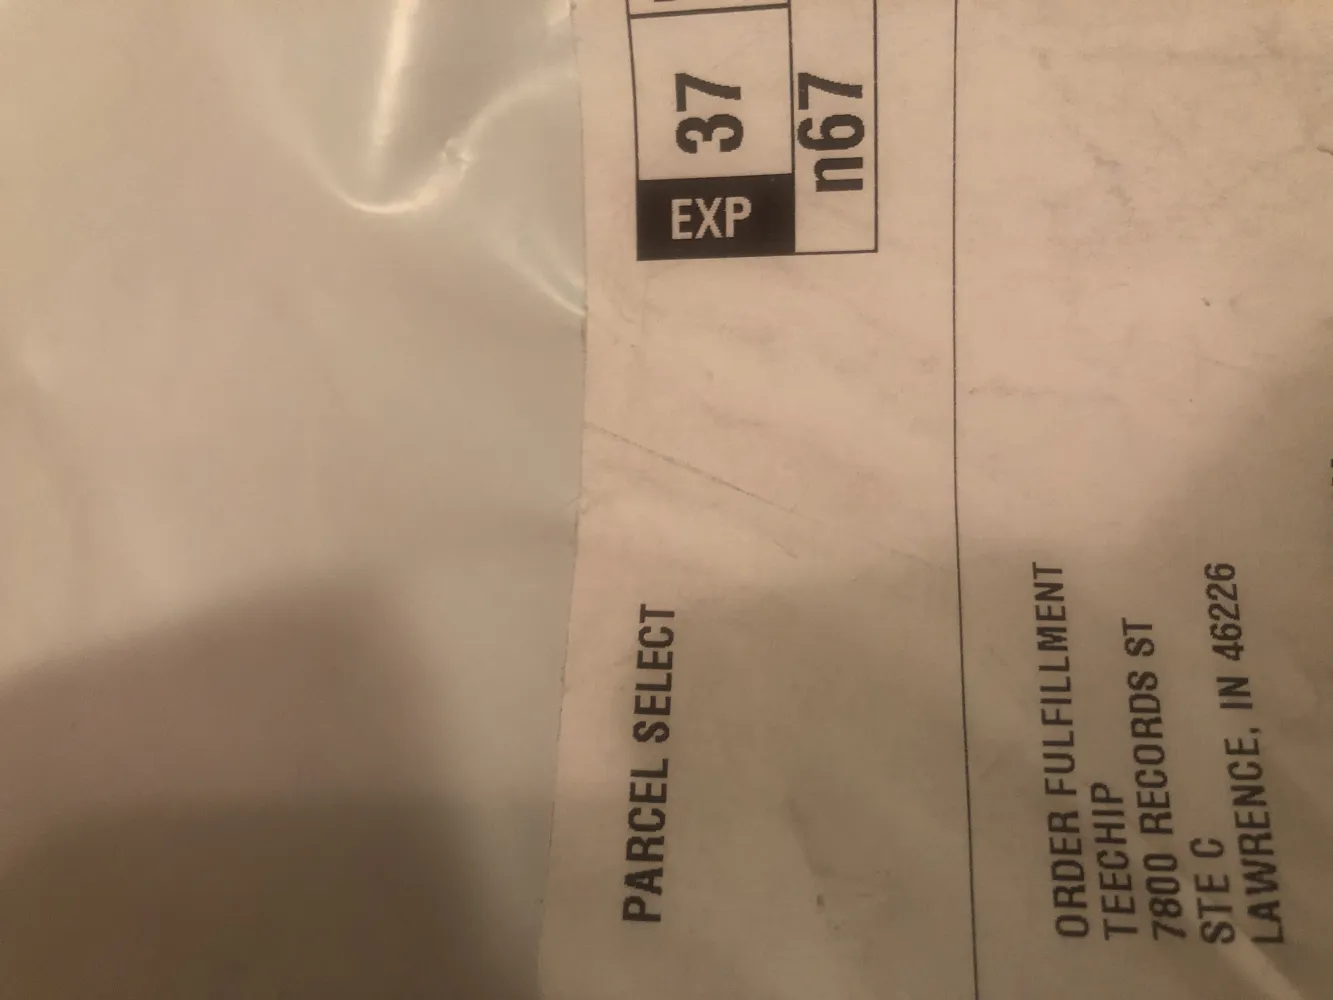 PARCEL SELECT
EXP 37
n67
ORDER FULFILLMENT
TEECHIP
7800 RECORDS ST
STE C
LAWRENCE, IN 46226